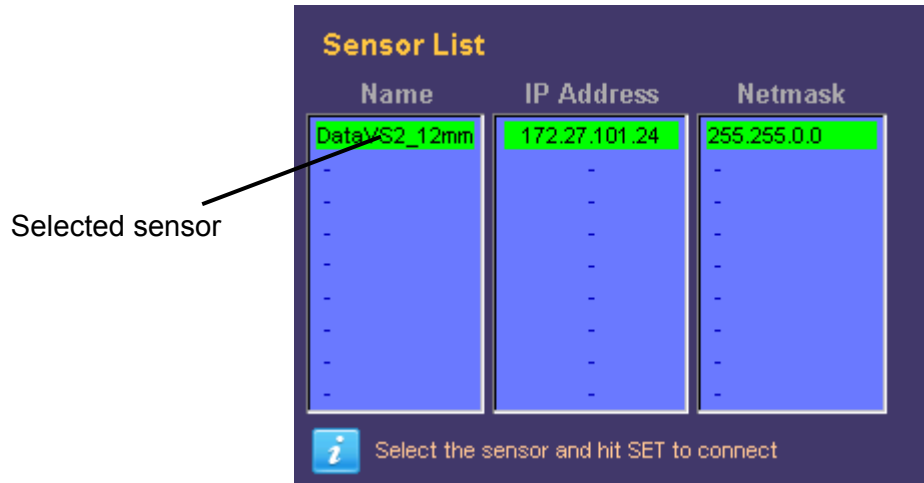 Sensor List
Name IP Address Netmask
DataVS2_12mm 172.27.101.24 255.255.0.0
- - -
- - -
- - -
- - -
- - -
- - -
- - -
- - -
Selected sensor
i Select the sensor and hit SET to connect